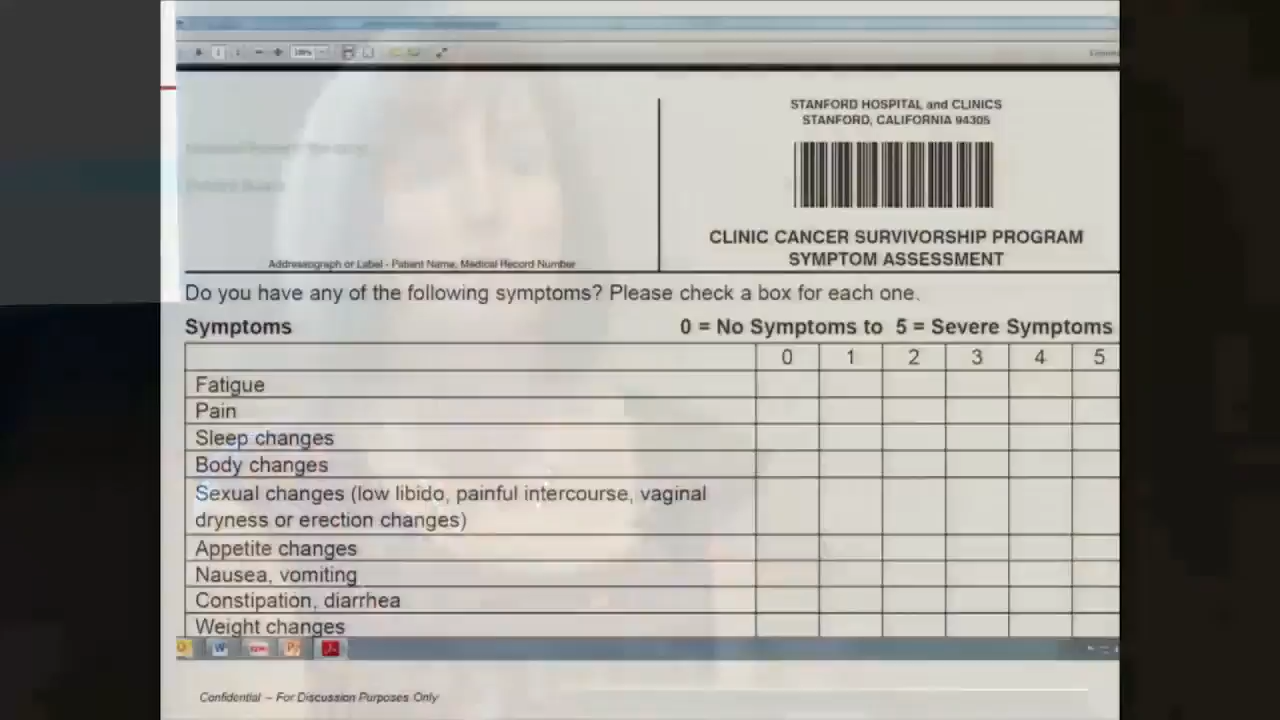 100%
STANFORD HOSPITAL and CLINICS
STANFORD, CALIFORNIA 94305
CLINIC CANCER SURVIVORSHIP PROGRAM
SYMPTOM ASSESSMENT
Addressograph or Label - Patient Name, Medical Record Number
Do you have any of the following symptoms? Please check a box for each one.
Symptoms 0 = No Symptoms to 5 = Severe Symptoms
0 1 2 3 4 5
Fatigue
Pain
Sleep changes
Body changes
Sexual changes (low libido, painful intercourse, vaginal
dryness or erection changes)
Appetite changes
Nausea, vomiting
Constipation, diarrhea
Weight changes
Confidential – For Discussion Purposes Only